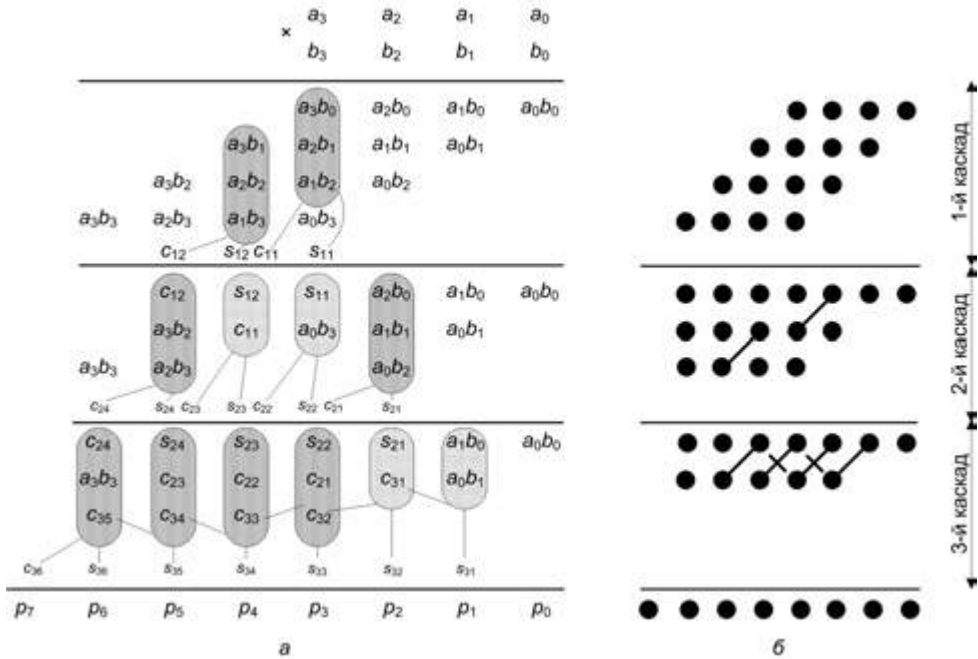 a₃ a₂ a₁ a₀
× b₃ b₂ b₁ b₀
a₃b₀ a₂b₀ a₁b₀ a₀b₀
a₃b₁ a₂b₁ a₁b₁ a₀b₁
a₃b₂ a₂b₂ a₁b₂ a₀b₂
a₃b₃ a₂b₃ a₁b₃ a₀b₃
c₁₂ s₁₂ c₁₁ s₁₁
c₁₂ s₁₂ s₁₁ a₂b₀ a₁b₀ a₀b₀
a₃b₂ c₁₁ a₀b₃ a₁b₁ a₀b₁
a₃b₃ a₂b₃ a₀b₂
c₂₄ s₂₄ c₂₃ s₂₃ c₂₂ s₂₂ c₂₁ s₂₁
c₂₄ s₂₄ s₂₃ s₂₂ s₂₁ a₁b₀ a₀b₀
a₃b₃ c₂₃ c₂₂ c₂₁ c₃₁ a₀b₁
c₃₅ c₃₄ c₃₃ c₃₂
c₃₆ s₃₆ s₃₅ s₃₄ s₃₃ s₃₂ s₃₁
p₇ p₆ p₅ p₄ p₃ p₂ p₁ p₀
а
1-й каскад
2-й каскад
3-й каскад
б